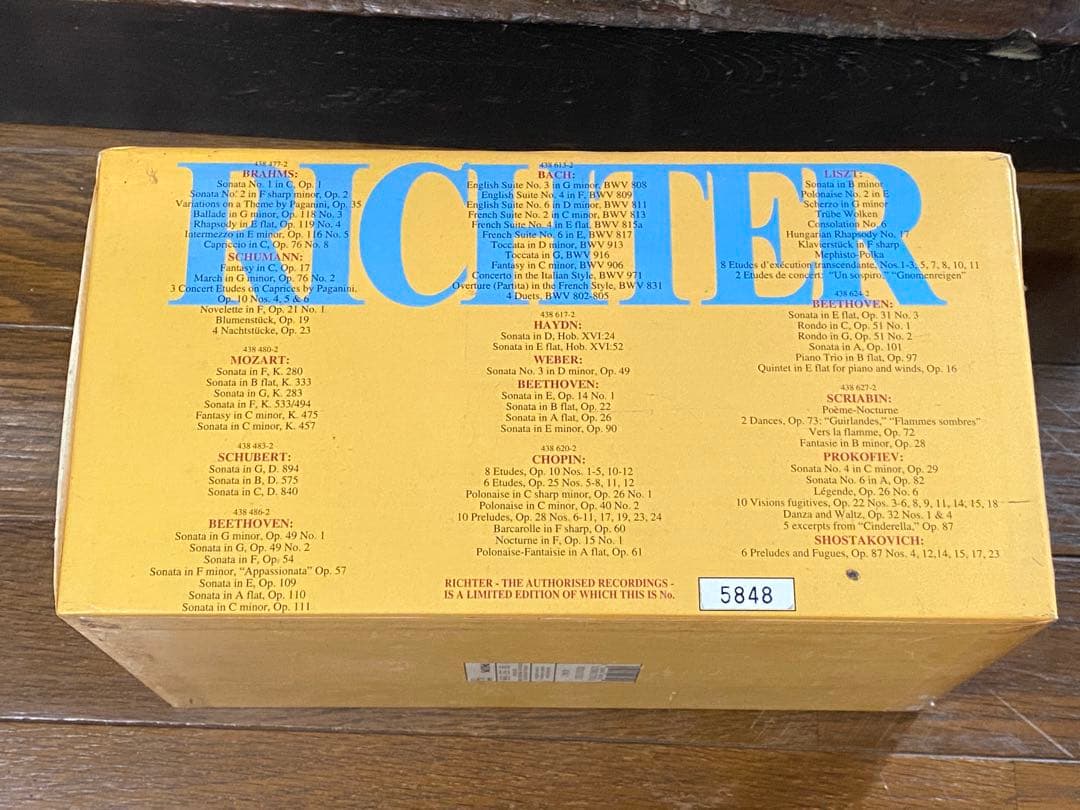 RICHTER
438 477-2
BRAHMS:
Sonata No. 1 in C, Op. 1
Sonata No. 2 in F sharp minor, Op. 2
Variations on a Theme by Paganini, Op. 35
Ballade in G minor, Op. 118 No. 3
Rhapsody in E flat, Op. 119 No. 4
Intermezzo in E minor, Op. 116 No. 5
Capriccio in C, Op. 76 No. 8
SCHUMANN:
Fantasy in C, Op. 17
March in G minor, Op. 76 No. 2
3 Concert Etudes on Caprices by Paganini,
Op. 10 Nos. 4, 5 & 6
Novelette in F, Op. 21 No. 1
Blumenstück, Op. 19
4 Nachtstücke, Op. 23
438 480-2
MOZART:
Sonata in F, K. 280
Sonata in B flat, K. 333
Sonata in G, K. 283
Sonata in F, K. 533/494
Fantasy in C minor, K. 475
Sonata in C minor, K. 457
438 483-2
SCHUBERT:
Sonata in G, D. 894
Sonata in B, D. 575
Sonata in C, D. 840
438 486-2
BEETHOVEN:
Sonata in G minor, Op. 49 No. 1
Sonata in G, Op. 49 No. 2
Sonata in F, Op. 54
Sonata in F minor, "Appassionata" Op. 57
Sonata in E, Op. 109
Sonata in A flat, Op. 110
Sonata in C minor, Op. 111
438 613-2
BACH:
English Suite No. 3 in G minor, BWV 808
English Suite No. 4 in F, BWV 809
English Suite No. 6 in D minor, BWV 811
French Suite No. 2 in C minor, BWV 813
French Suite No. 4 in E flat, BWV 815a
French Suite No. 6 in E, BWV 817
Toccata in D minor, BWV 913
Toccata in G, BWV 916
Fantasy in C minor, BWV 906
Concerto in the Italian Style, BWV 971
Overture (Partita) in the French Style, BWV 831
4 Duets, BWV 802-805
438 617-2
HAYDN:
Sonata in D, Hob. XVI:24
Sonata in E flat, Hob. XVI:52
WEBER:
Sonata No. 3 in D minor, Op. 49
BEETHOVEN:
Sonata in E, Op. 14 No. 1
Sonata in B flat, Op. 22
Sonata in A flat, Op. 26
Sonata in E minor, Op. 90
438 620-2
CHOPIN:
8 Etudes, Op. 10 Nos. 1-5, 10-12
6 Etudes, Op. 25 Nos. 5-8, 11, 12
Polonaise in C sharp minor, Op. 26 No. 1
Polonaise in C minor, Op. 40 No. 2
10 Preludes, Op. 28 Nos. 6-11, 17, 19, 23, 24
Barcarolle in F sharp, Op. 60
Nocturne in F, Op. 15 No. 1
Polonaise-Fantaisie in A flat, Op. 61
LISZT:
Sonata in B minor
Polonaise No. 2 in E
Scherzo in G minor
Trübe Wolken
Consolation No. 6
Hungarian Rhapsody No. 17
Klavierstück in F sharp
Mephisto-Polka
8 Etudes d'exécution transcendante, Nos.1-3, 5, 7, 8, 10, 11
2 Etudes de concert: "Un sospiro" "Gnomenreigen"
438 624-2
BEETHOVEN:
Sonata in E flat, Op. 31 No. 3
Rondo in C, Op. 51 No. 1
Rondo in G, Op. 51 No. 2
Sonata in A, Op. 101
Piano Trio in B flat, Op. 97
Quintet in E flat for piano and winds, Op. 16
438 627-2
SCRIABIN:
Poème-Nocturne
2 Dances, Op. 73: "Guirlandes," "Flammes sombres"
Vers la flamme, Op. 72
Fantasie in B minor, Op. 28
PROKOFIEV:
Sonata No. 4 in C minor, Op. 29
Sonata No. 6 in A, Op. 82
Légende, Op. 26 No. 6
10 Visions fugitives, Op. 22 Nos. 3-6, 8, 9, 11, 14, 15, 18
Danza and Waltz, Op. 32 Nos. 1 & 4
5 excerpts from "Cinderella," Op. 87
SHOSTAKOVICH:
6 Preludes and Fugues, Op. 87 Nos. 4, 12,14, 15, 17, 23
RICHTER - THE AUTHORISED RECORDINGS -
IS A LIMITED EDITION OF WHICH THIS IS No.
5848